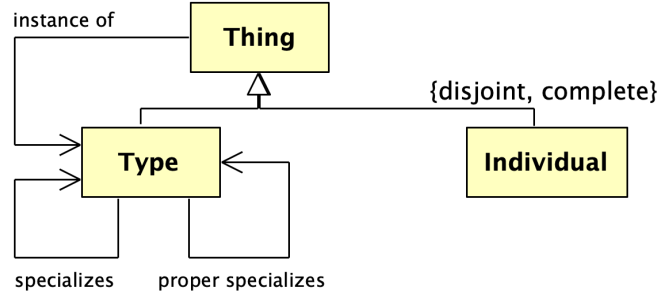 instance of
Thing
{disjoint, complete}
Type
Individual
specializes
proper specializes